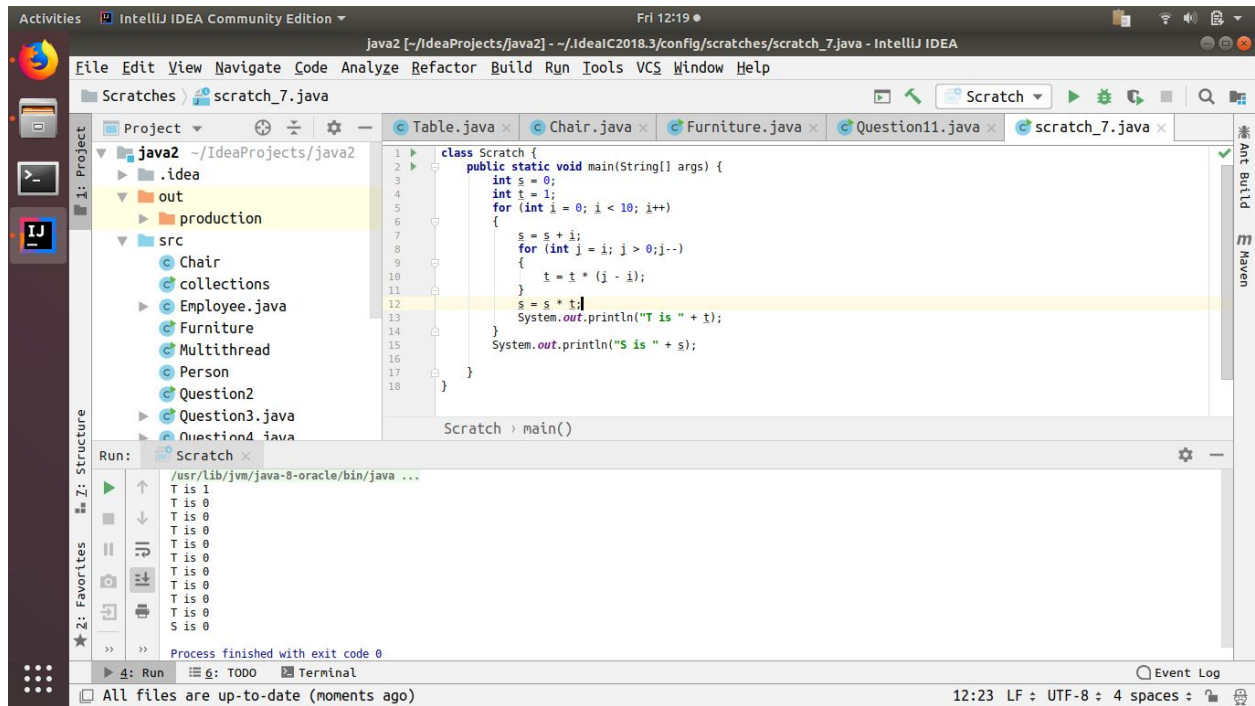 Activities IntelliJ IDEA Community Edition Fri 12:19
java2 [~/IdeaProjects/java2] - ~/.IdeaIC2018.3/config/scratches/scratch_7.java - IntelliJ IDEA
File Edit View Navigate Code Analyze Refactor Build Run Tools VCS Window Help
Scratches scratch_7.java Scratch
Project Table.java Chair.java Furniture.java Question11.java scratch_7.java
1: Project
java2 ~/IdeaProjects/java2
.idea
out
production
src
Chair
collections
Employee.java
Furniture
Multithread
Person
Question2
Question3.java
Question4.java
1 class Scratch {
2 public static void main(String[] args) {
3 int s = 0;
4 int t = 1;
5 for (int i = 0; i < 10; i++)
6 {
7 s = s + i;
8 for (int j = i; j > 0;j--)
9 {
10 t = t * (j - i);
11 }
12 s = s * t;
13 System.out.println("T is " + t);
14 }
15 System.out.println("S is " + s);
16
17 }
18 }
Scratch › main()
Ant Build
m Maven
Z: Structure
2: Favorites
Run: Scratch
/usr/lib/jvm/java-8-oracle/bin/java ...
T is 1
T is 0
T is 0
T is 0
T is 0
T is 0
T is 0
T is 0
T is 0
T is 0
S is 0
Process finished with exit code 0
4: Run 6: TODO Terminal Event Log
All files are up-to-date (moments ago) 12:23 LF UTF-8 4 spaces